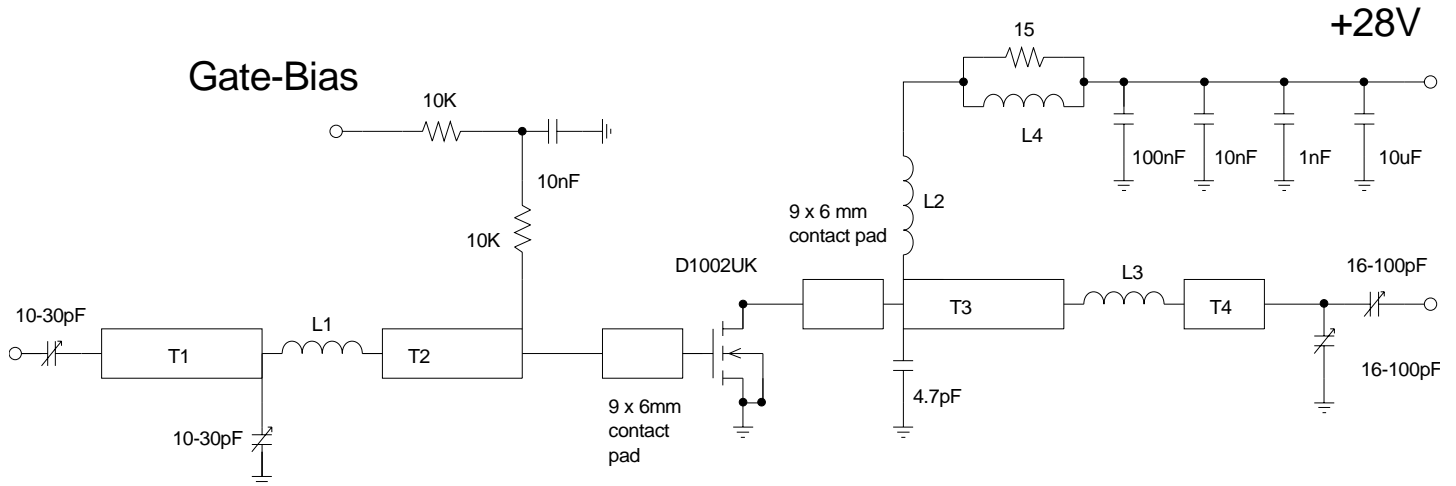 +28V
15
Gate-Bias
10K
L4
100nF
10nF
1nF
10uF
10nF
L2
9 x 6 mm
contact pad
10K
D1002UK
L3
16-100pF
10-30pF
L1
T3
T4
T1
T2
16-100pF
4.7pF
9 x 6mm
contact
pad
10-30pF